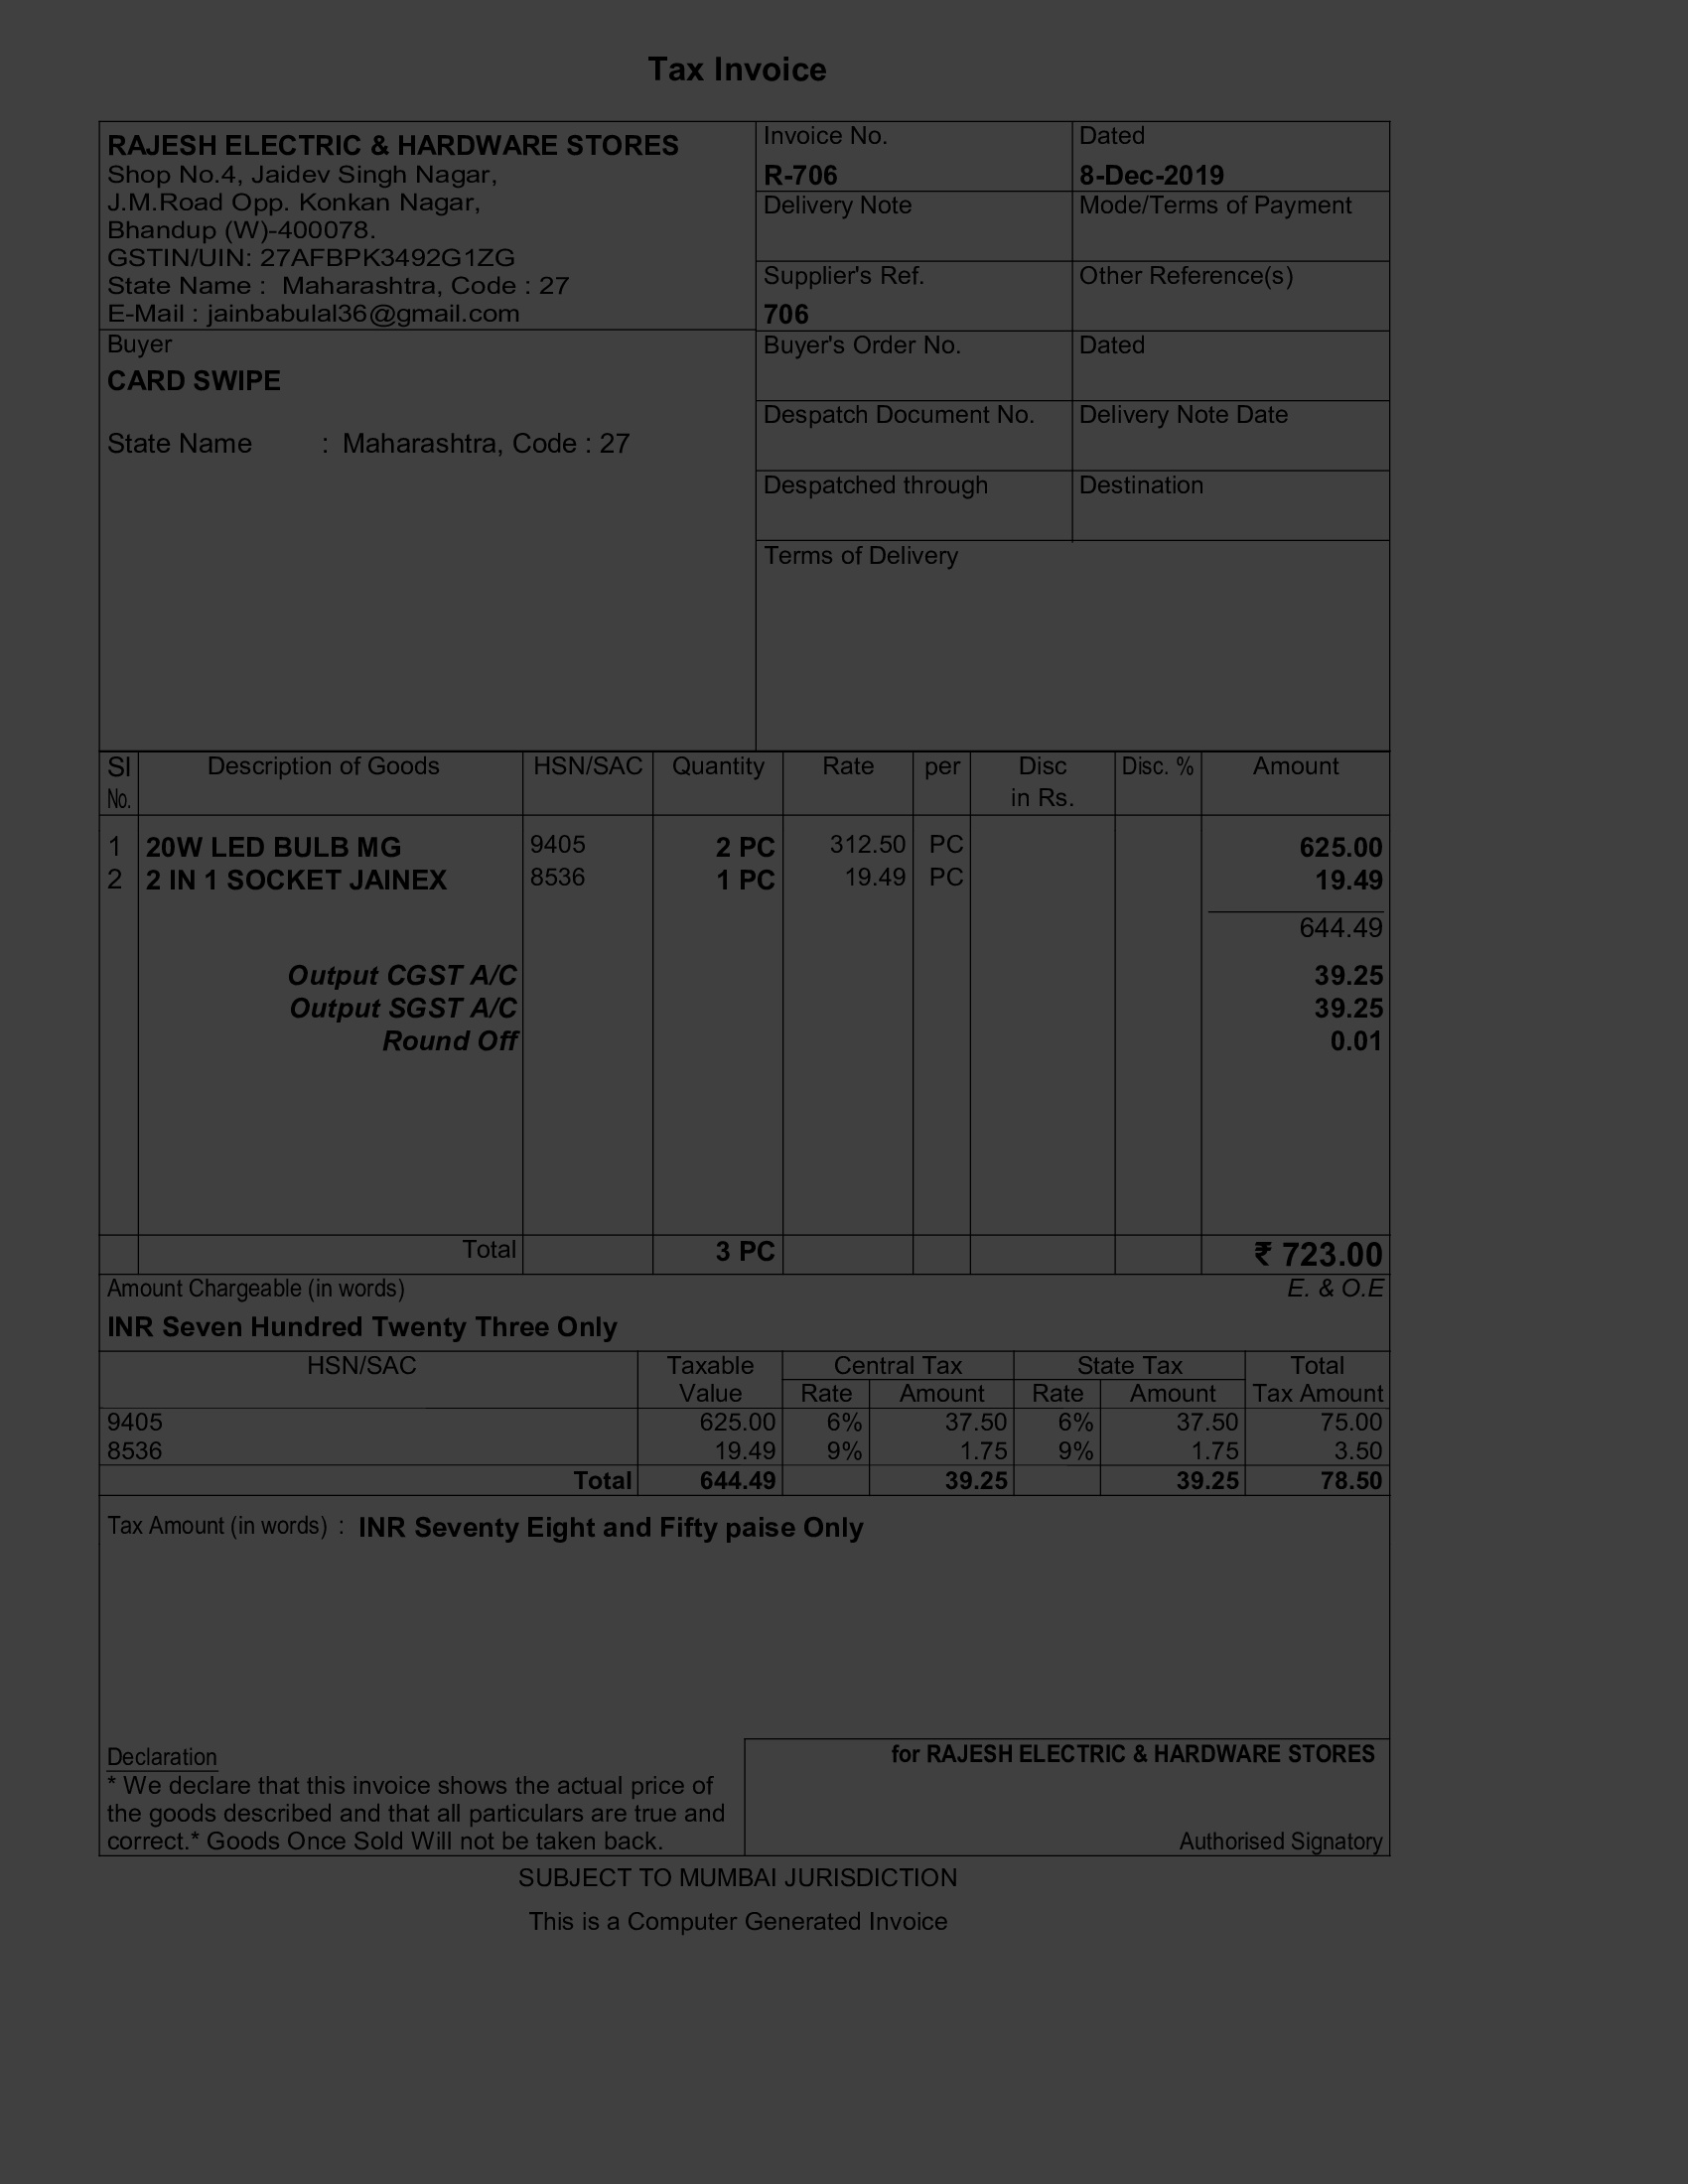 Tax Invoice
RAJESH ELECTRIC & HARDWARE STORES
Shop No.4, Jaidev Singh Nagar,
J.M.Road Opp. Konkan Nagar,
Bhandup (W)-400078.
GSTIN/UIN: 27AFBPK3492G1ZG
State Name : Maharashtra, Code : 27
E-Mail : jainbabulal36@gmail.com
Buyer
CARD SWIPE
State Name : Maharashtra, Code : 27
Invoice No. Dated
R-706 8-Dec-2019
Delivery Note Mode/Terms of Payment
Supplier's Ref. Other Reference(s)
706
Buyer's Order No. Dated
Despatch Document No. Delivery Note Date
Despatched through Destination
Terms of Delivery
Sl Description of Goods HSN/SAC Quantity Rate per Disc Disc. % Amount
No. in Rs.
1 20W LED BULB MG 9405 2 PC 312.50 PC 625.00
2 2 IN 1 SOCKET JAINEX 8536 1 PC 19.49 PC 19.49
644.49
Output CGST A/C 39.25
Output SGST A/C 39.25
Round Off 0.01
Total 3 PC ₹ 723.00
Amount Chargeable (in words) E. & O.E
INR Seven Hundred Twenty Three Only
HSN/SAC Taxable Central Tax State Tax Total
Value Rate Amount Rate Amount Tax Amount
9405 625.00 6% 37.50 6% 37.50 75.00
8536 19.49 9% 1.75 9% 1.75 3.50
Total 644.49 39.25 39.25 78.50
Tax Amount (in words) : INR Seventy Eight and Fifty paise Only
Declaration
* We declare that this invoice shows the actual price of
the goods described and that all particulars are true and
correct.* Goods Once Sold Will not be taken back.
for RAJESH ELECTRIC & HARDWARE STORES
Authorised Signatory
SUBJECT TO MUMBAI JURISDICTION
This is a Computer Generated Invoice